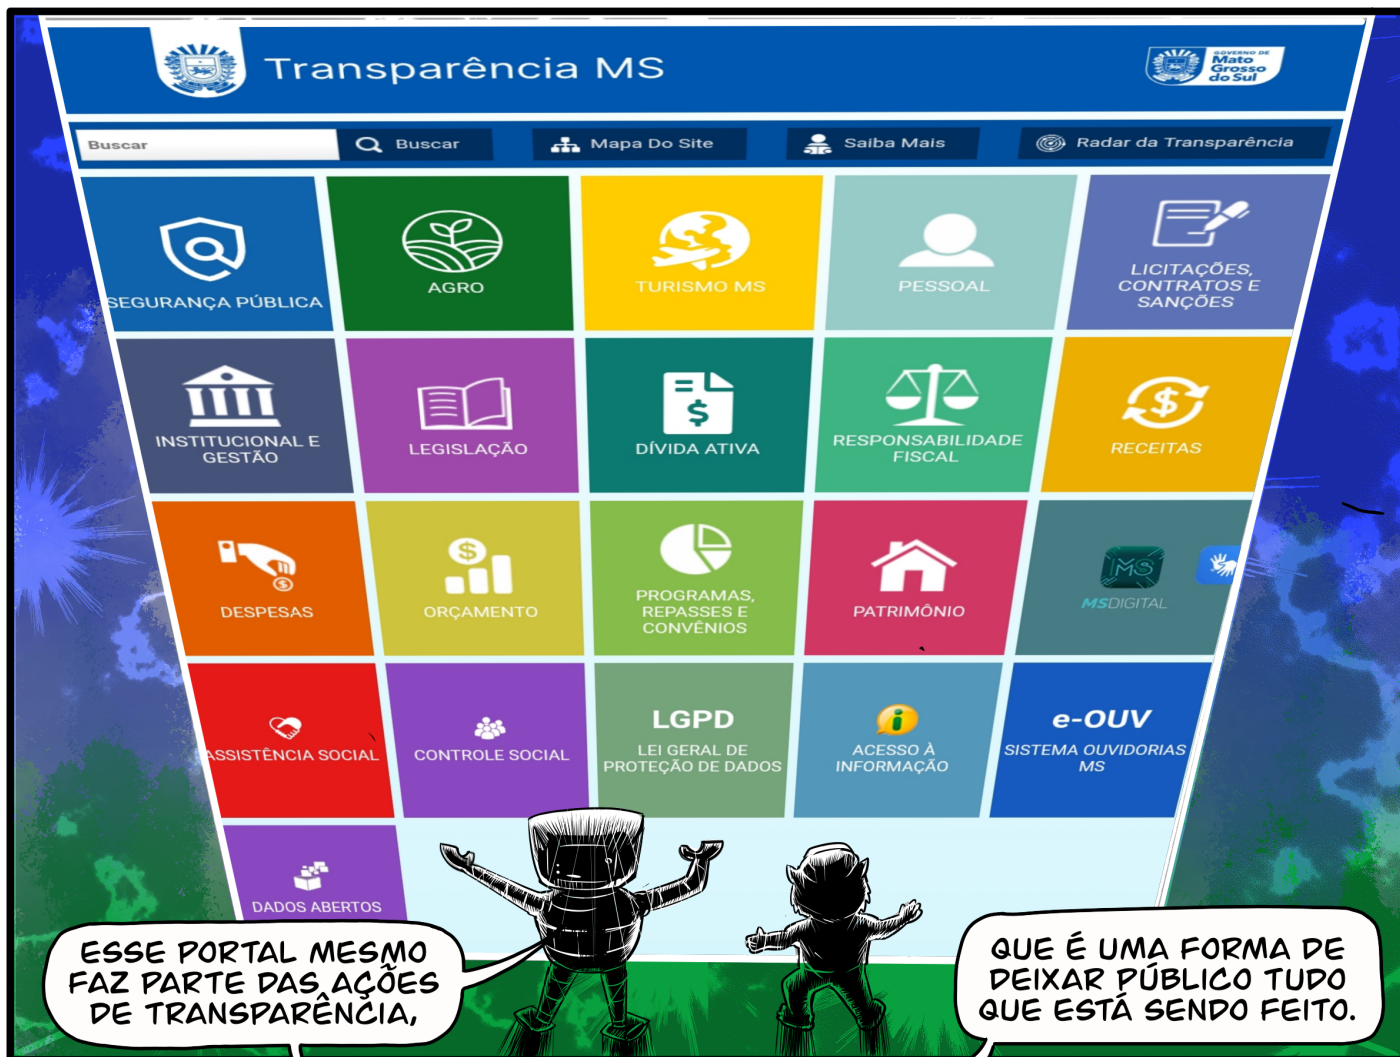 Transparência MS
GOVERNO DE
Mato
Grosso
do Sul
Buscar
Buscar
Mapa Do Site
Saiba Mais
Radar da Transparência
SEGURANÇA PÚBLICA
AGRO
TURISMO MS
PESSOAL
LICITAÇÕES,
CONTRATOS E
SANÇÕES
INSTITUCIONAL E
GESTÃO
LEGISLAÇÃO
DÍVIDA ATIVA
RESPONSABILIDADE
FISCAL
RECEITAS
DESPESAS
ORÇAMENTO
PROGRAMAS,
REPASSES E
CONVÊNIOS
PATRIMÔNIO
MS
MSDIGITAL
ASSISTÊNCIA SOCIAL
CONTROLE SOCIAL
LGPD
LEI GERAL DE
PROTEÇÃO DE DADOS
ACESSO À
INFORMAÇÃO
e-OUV
SISTEMA OUVIDORIAS
MS
DADOS ABERTOS
ESSE PORTAL MESMO
FAZ PARTE DAS AÇÕES
DE TRANSPARÊNCIA,
QUE É UMA FORMA DE
DEIXAR PÚBLICO TUDO
QUE ESTÁ SENDO FEITO.